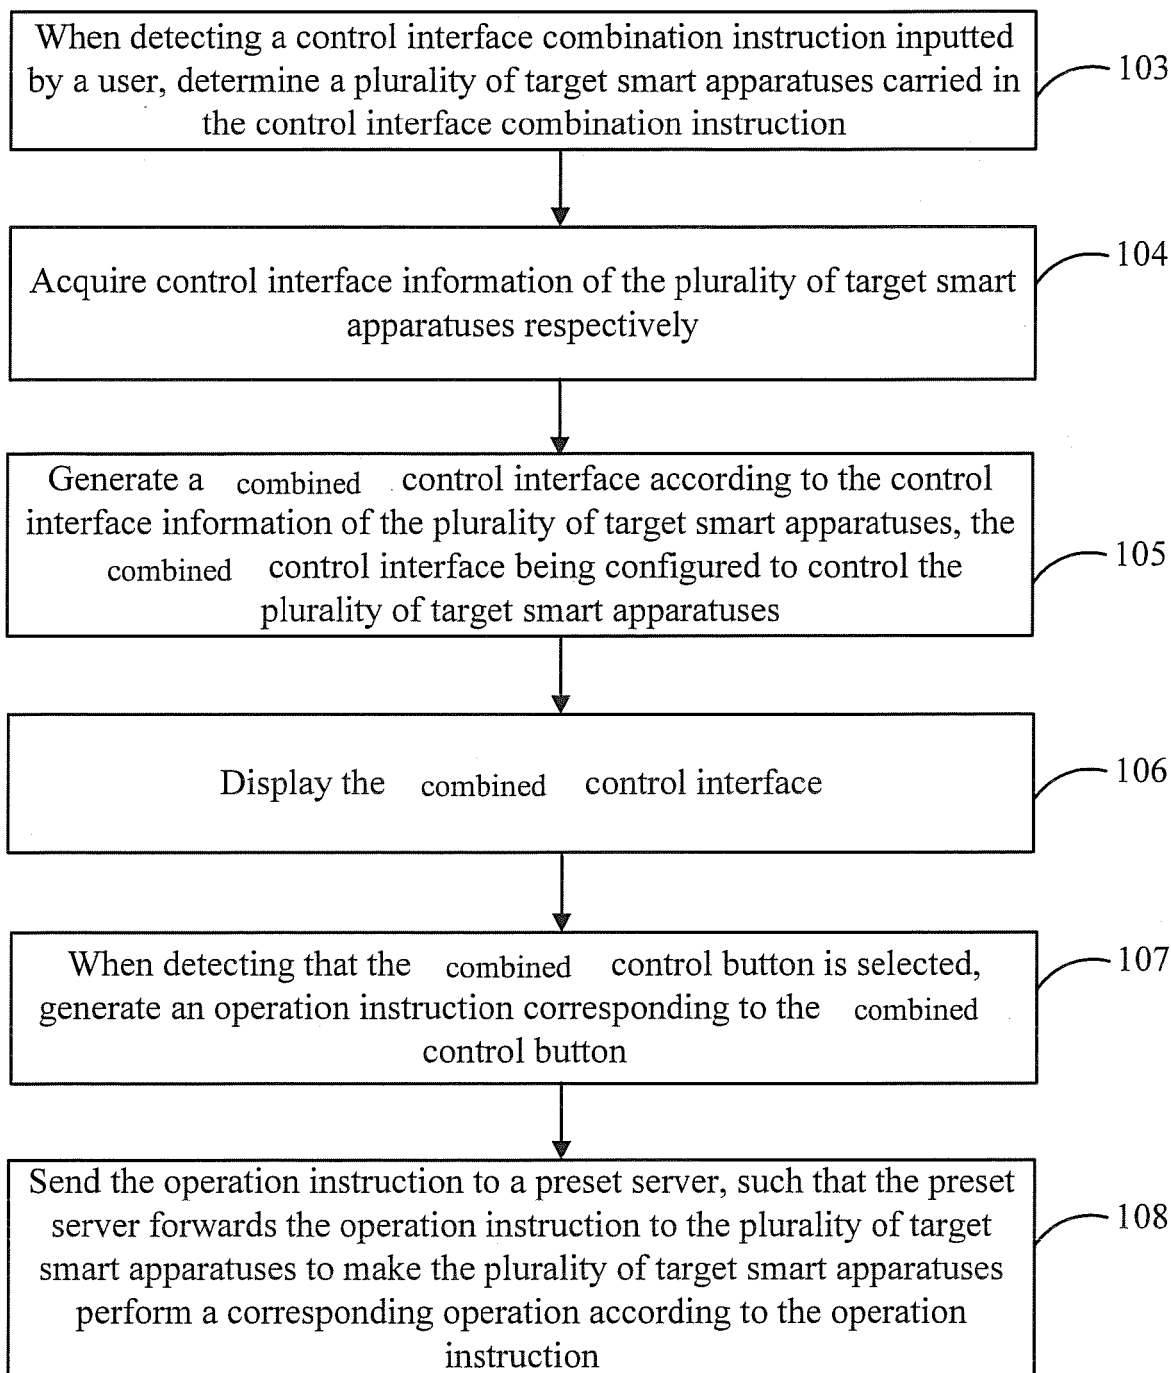 When detecting a control interface combination instruction inputted
by a user, determine a plurality of target smart apparatuses carried in
the control interface combination instruction
103
Acquire control interface information of the plurality of target smart
apparatuses respectively
104
Generate a combined control interface according to the control
interface information of the plurality of target smart apparatuses, the
combined control interface being configured to control the
plurality of target smart apparatuses
105
Display the combined control interface
106
When detecting that the combined control button is selected,
generate an operation instruction corresponding to the combined
control button
107
Send the operation instruction to a preset server, such that the preset
server forwards the operation instruction to the plurality of target
smart apparatuses to make the plurality of target smart apparatuses
perform a corresponding operation according to the operation
instruction
108